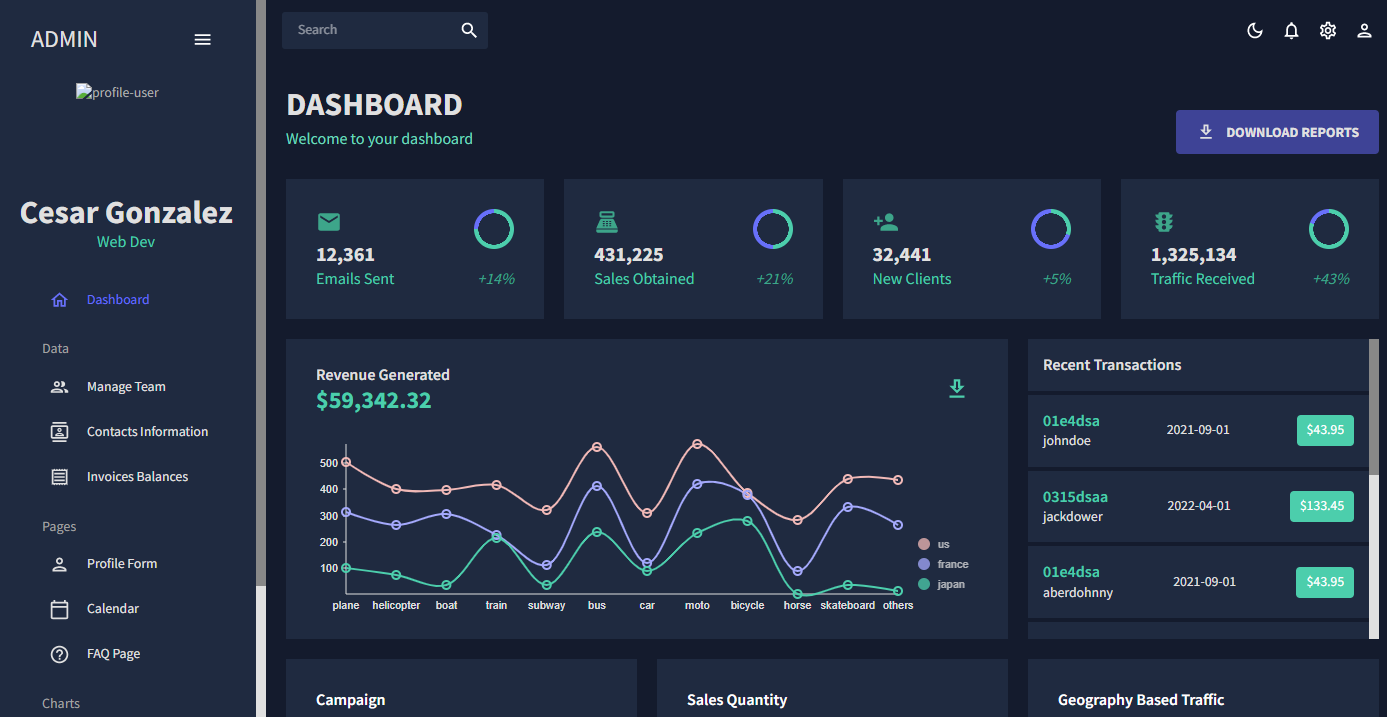 ADMIN
profile-user
Cesar Gonzalez
Web Dev
Dashboard
Data
Manage Team
Contacts Information
Invoices Balances
Pages
Profile Form
Calendar
FAQ Page
Charts
Search
DASHBOARD
Welcome to your dashboard
DOWNLOAD REPORTS
12,361
Emails Sent +14%
431,225
Sales Obtained +21%
32,441
New Clients +5%
1,325,134
Traffic Received +43%
Revenue Generated
$59,342.32
500
400
300
200
100
plane helicopter boat train subway bus car moto bicycle horse skateboard others
us
france
japan
Recent Transactions
01e4dsa
johndoe
2021-09-01
$43.95
0315dsaa
jackdower
2022-04-01
$133.45
01e4dsa
aberdohnny
2021-09-01
$43.95
Campaign
Sales Quantity
Geography Based Traffic